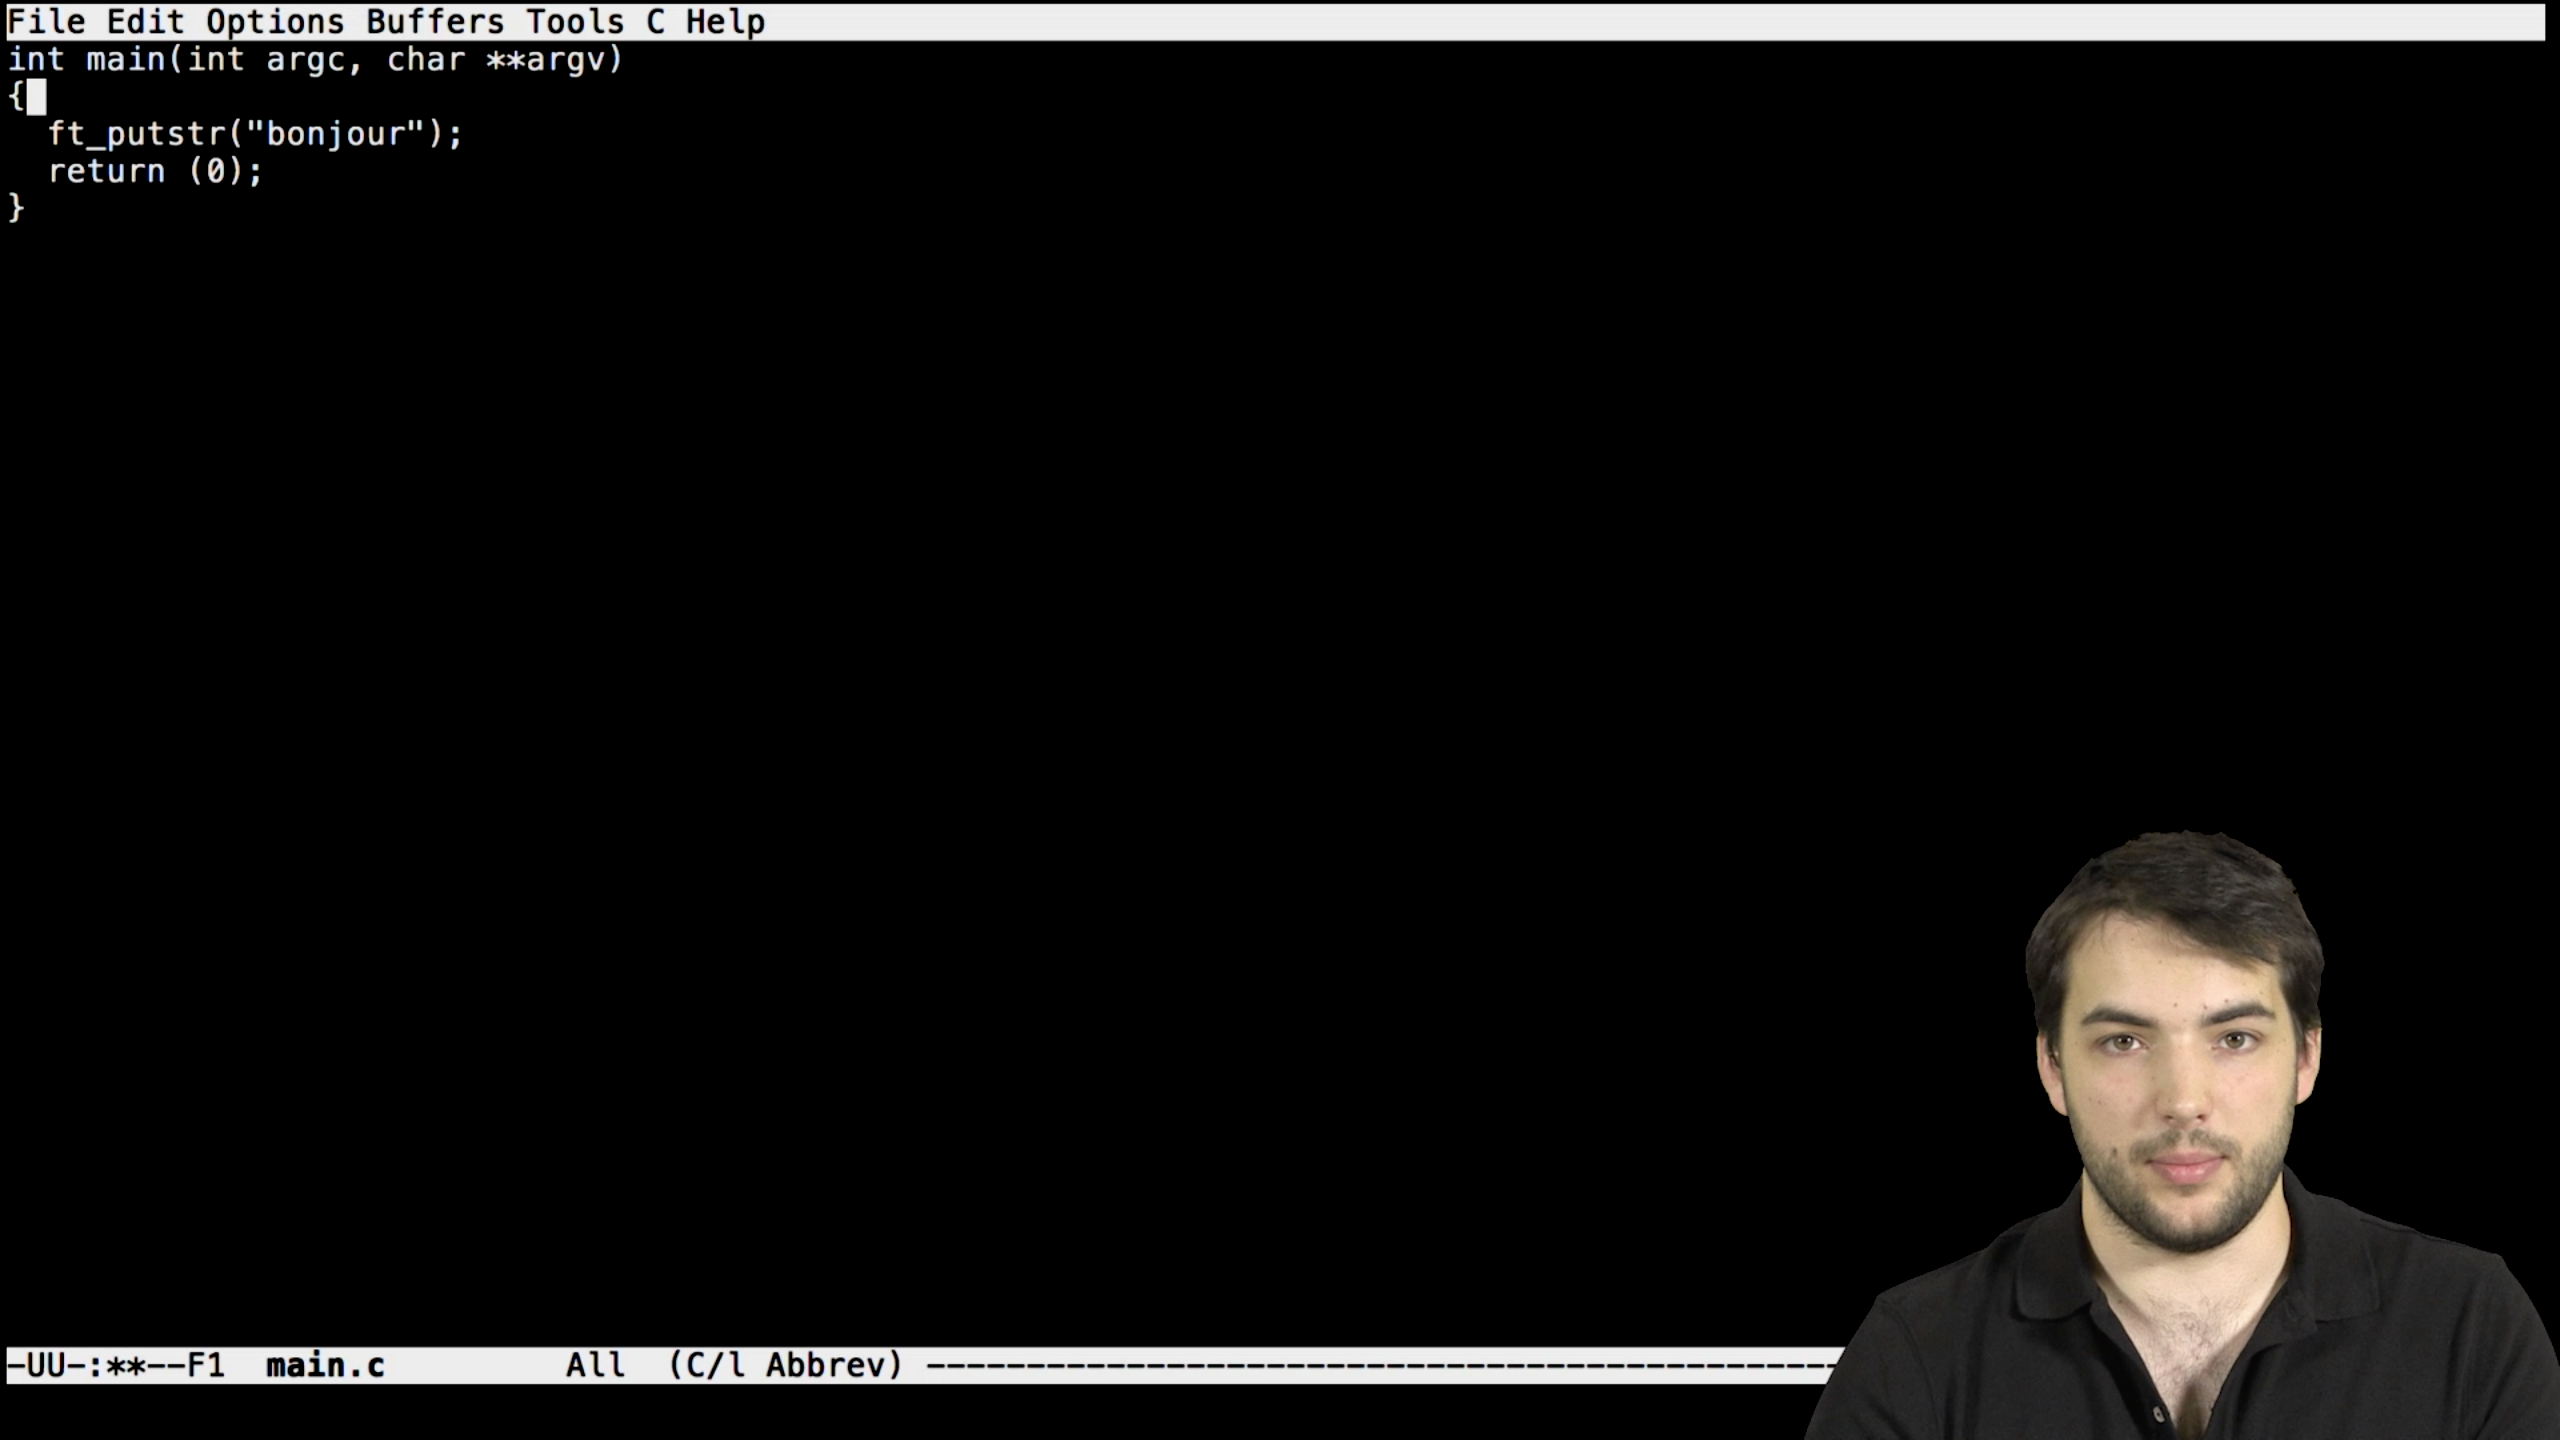 File Edit Options Buffers Tools C Help
int main(int argc, char **argv)
{
  ft_putstr("bonjour");
  return (0);
}
-UU-:**--F1  main.c         All  (C/l Abbrev) ----------------------------------------------